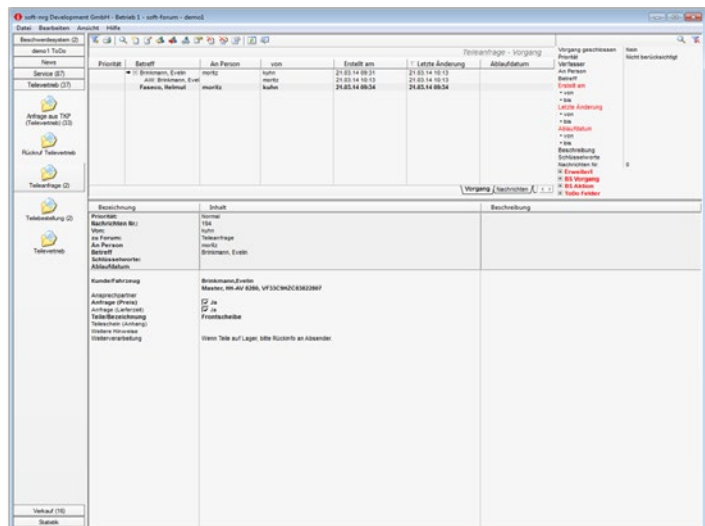 soft-nrg Development GmbH - Betrieb 1 - soft-forum - demo1
Datei Bearbeiten Ansicht Hilfe
Beschwerdesystem (2)
demo1 ToDo
News
Service (67)
Televertrieb (37)
Anfrage aus TKP
(Televertrieb) (33)
Rückruf Televertrieb
Teileanfrage (2)
Teilebestellung (2)
Televertrieb
Verkauf (16)
Statistik
Teileanfrage - Vorgang
Priorität Betreff An Person von Erstellt am Letzte Änderung Ablaufdatum
Brinkmann, Evelin moritz kuhn 21.03.14 09:31 21.03.14 10:13
AW: Brinkmann, Evel moritz 21.03.14 10:13 21.03.14 10:13
Faseco, Helmut moritz kuhn 21.03.14 09:34 21.03.14 09:34
Vorgang Nachrichten
Vorgang geschlossen Nein
Priorität Nicht berücksichtigt
Verfasser
An Person
Betreff
Erstellt am
von
bis
Letzte Änderung
von
bis
Ablaufdatum
von
bis
Beschreibung
Schlüsselworte
Nachrichten Nr 0
Erweitert
BS Vorgang
BS Aktion
ToDo Felder
Bezeichnung Inhalt Beschreibung
Priorität: Normal
Nachrichten Nr.: 194
Von: kuhn
zu Forum: Teileanfrage
An Person moritz
Betreff Brinkmann, Evelin
Schlüsselworte:
Ablaufdatum
Kunde/Fahrzeug Brinkmann,Evelin
Ansprechpartner
Anfrage (Preis) Ja
Anfrage (Lieferzeit) Ja
Teile/Bezeichnung Frontscheibe
Teileschein (Anhang)
Weitere Hinweise
Weiterverarbeitung Wenn Teile auf Lager, bitte Rückinfo an Absender.